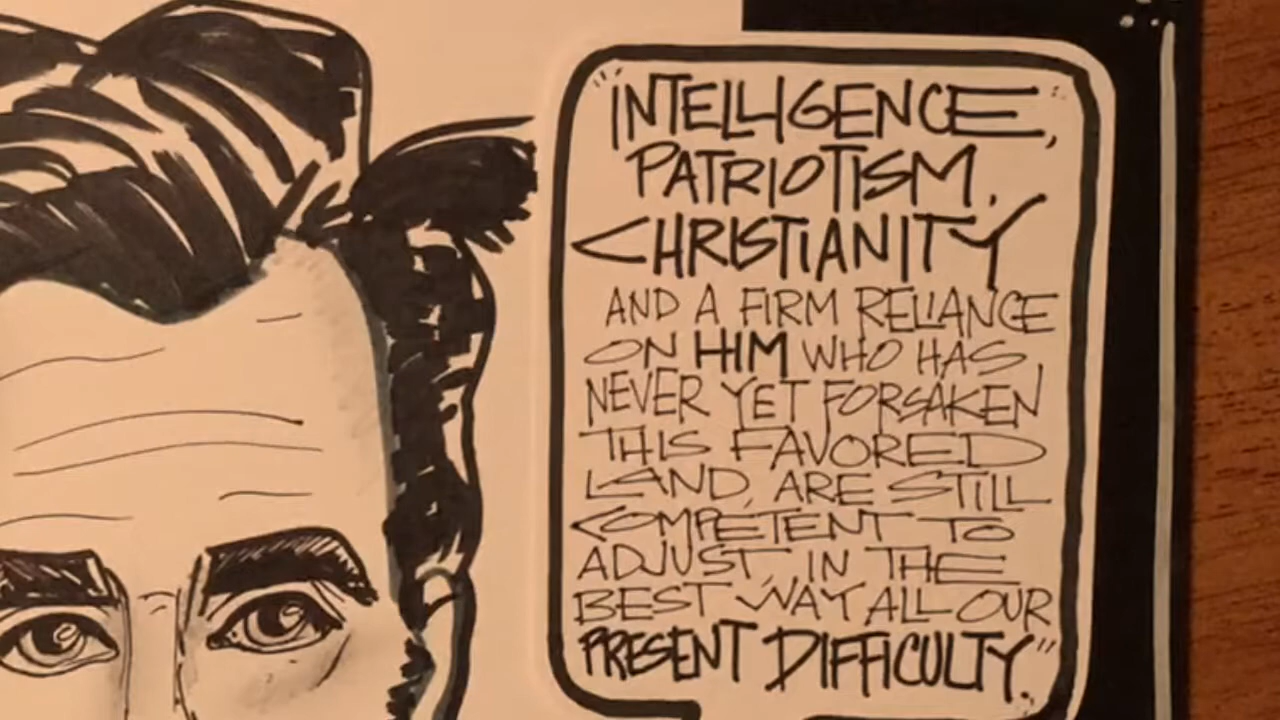 "INTELLIGENCE,
PATRIOTISM,
CHRISTIANITY
AND A FIRM RELIANCE
ON HIM WHO HAS
NEVER YET FORSAKEN
THIS FAVORED
LAND, ARE STILL
COMPETENT TO
ADJUST, IN THE
BEST WAY ALL OUR
PRESENT DIFFICULTY."